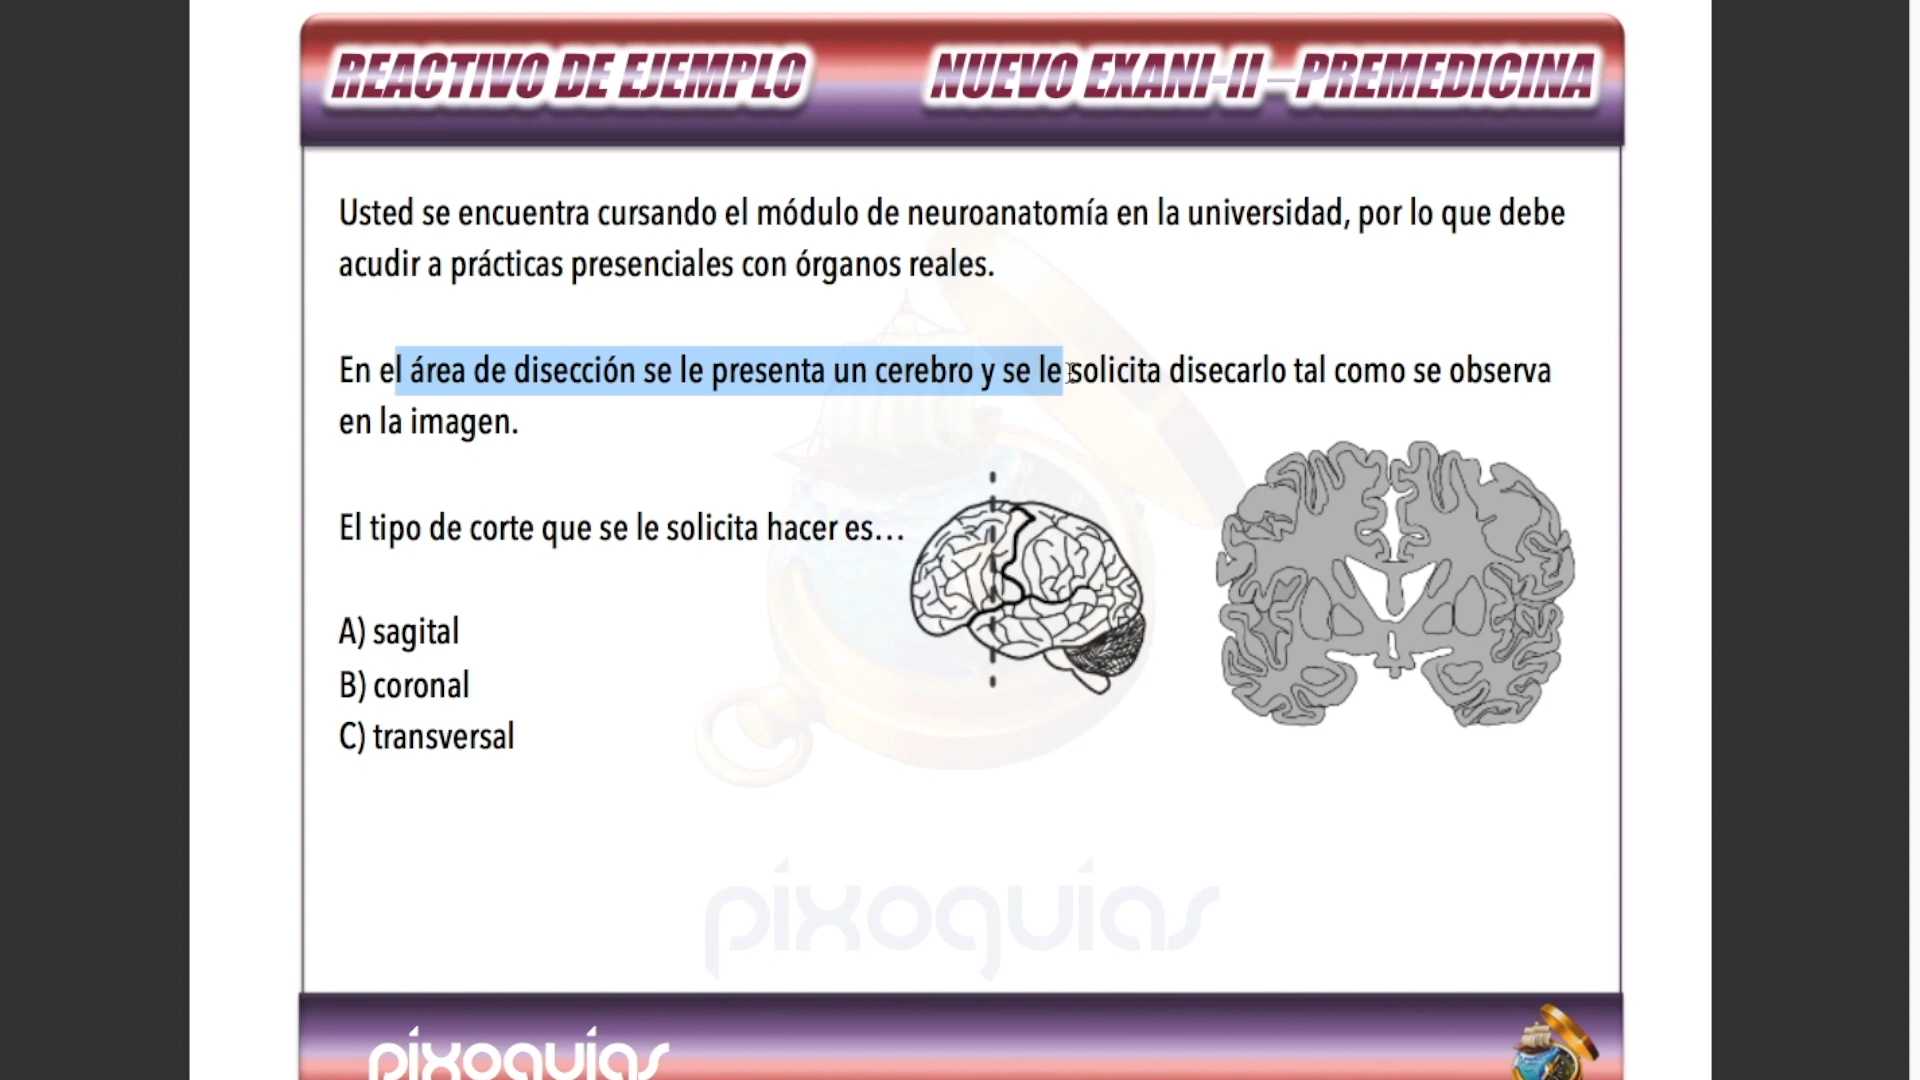 REACTIVO DE EJEMPLO
NUEVO EXANI-II – PREMEDICINA
Usted se encuentra cursando el módulo de neuroanatomía en la universidad, por lo que debe
acudir a prácticas presenciales con órganos reales.
En el área de disección se le presenta un cerebro y se le solicita disecarlo tal como se observa
en la imagen.
El tipo de corte que se le solicita hacer es...
A) sagital
B) coronal
C) transversal
pixoguías
pixoguías